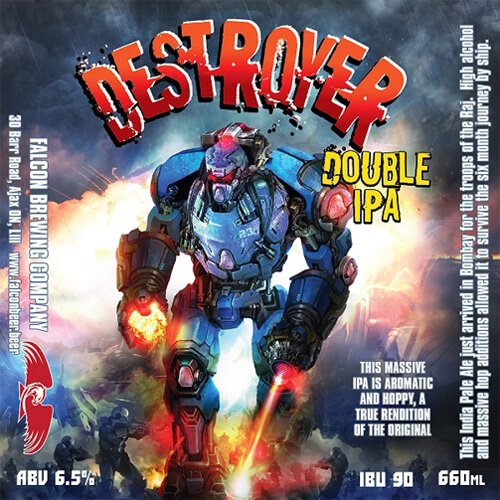 DESTROYER
DOUBLE
IPA
THIS MASSIVE
IPA IS AROMATIC
AND HOPPY, A
TRUE RENDITION
OF THE ORIGINAL
FALCON BREWING COMPANY
30 Barr Road, Ajax ON, L1I www.falconbeer.beer
This India Pale Ale just arrived in Bombay for the troops of the Raj. High alcohol
and massive hop additions allowed it to survive the six month journey by ship.
ABV 6.5%
IBU 90
660ML